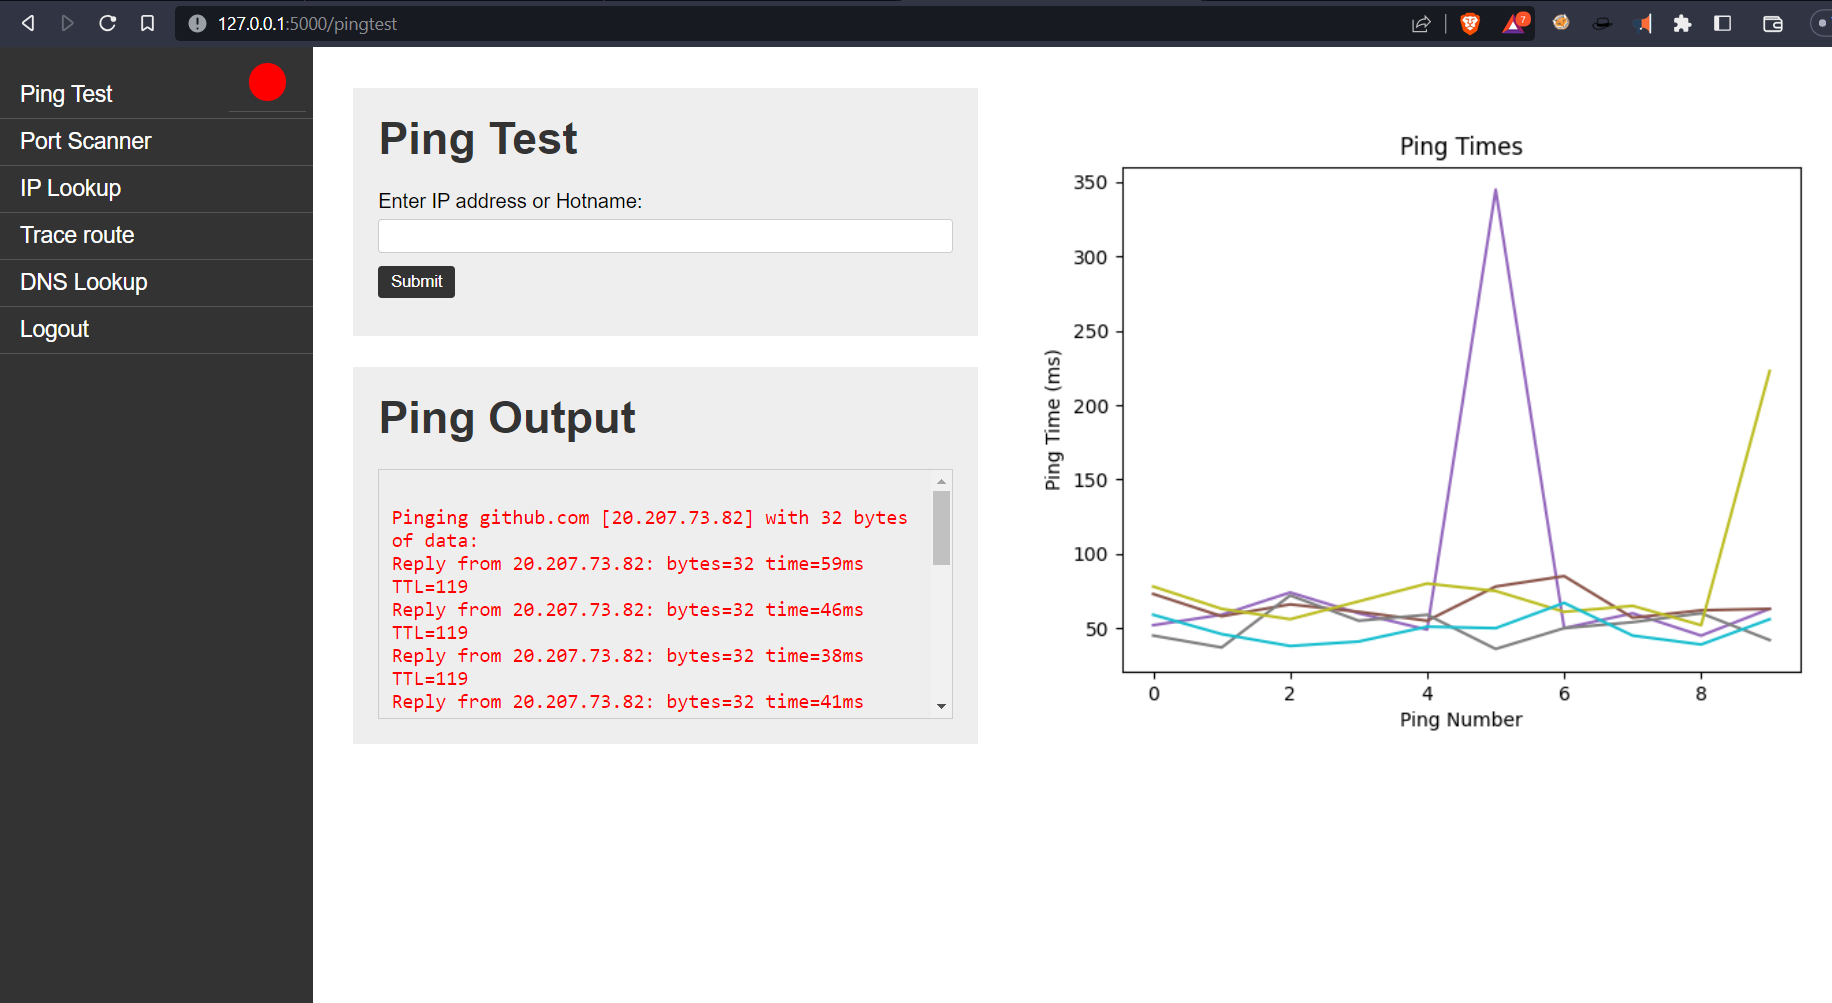 127.0.0.1:5000/pingtest
7
Ping Test
Port Scanner
IP Lookup
Trace route
DNS Lookup
Logout
Ping Test
Enter IP address or Hotname:
Submit
Ping Output
Pinging github.com [20.207.73.82] with 32 bytes
of data:
Reply from 20.207.73.82: bytes=32 time=59ms
TTL=119
Reply from 20.207.73.82: bytes=32 time=46ms
TTL=119
Reply from 20.207.73.82: bytes=32 time=38ms
TTL=119
Reply from 20.207.73.82: bytes=32 time=41ms
Ping Times
Ping Time (ms)
350
300
250
200
150
100
50
0 2 4 6 8
Ping Number